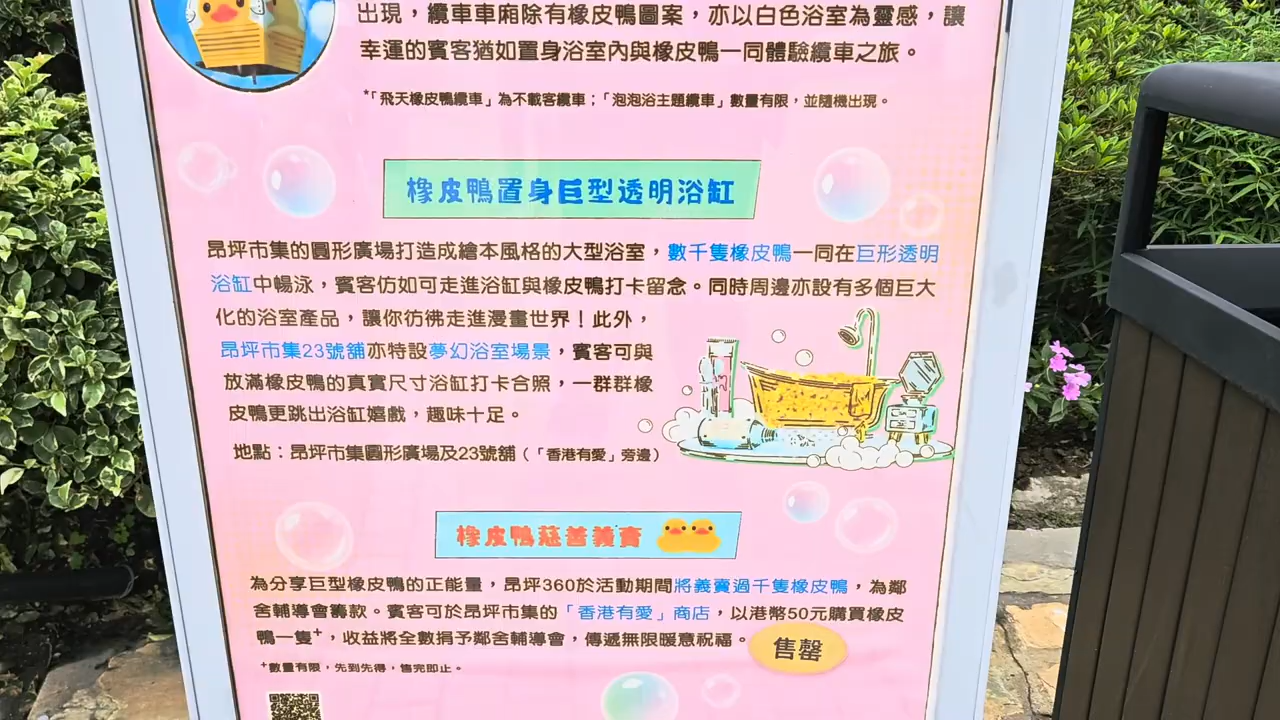 出現，纜車車廂除有橡皮鴨圖案，亦以白色浴室為靈感，讓
幸運的賓客猶如置身浴室內與橡皮鴨一同體驗纜車之旅。
*「飛天橡皮鴨纜車」為不載客纜車；「泡泡浴主題纜車」數量有限，並隨機出現。
橡皮鴨置身巨型透明浴缸
昂坪市集的圓形廣場打造成繪本風格的大型浴室，數千隻橡皮鴨一同在巨形透明
浴缸中暢泳，賓客仿如可走進浴缸與橡皮鴨打卡留念。同時周邊亦設有多個巨大
化的浴室產品，讓你彷彿走進漫畫世界！此外，
昂坪市集23號舖亦特設夢幻浴室場景，賓客可與
放滿橡皮鴨的真實尺寸浴缸打卡合照，一群群橡
皮鴨更跳出浴缸嬉戲，趣味十足。
地點：昂坪市集圓形廣場及23號舖（「香港有愛」旁邊）
橡皮鴨慈善義賣
為分享巨型橡皮鴨的正能量，昂坪360於活動期間將義賣過千隻橡皮鴨，為鄰
舍輔導會籌款。賓客可於昂坪市集的「香港有愛」商店，以港幣50元購買橡皮
鴨一隻+，收益將全數捐予鄰舍輔導會，傳遞無限暖意祝福。
售罄
+數量有限，先到先得，售完即止。